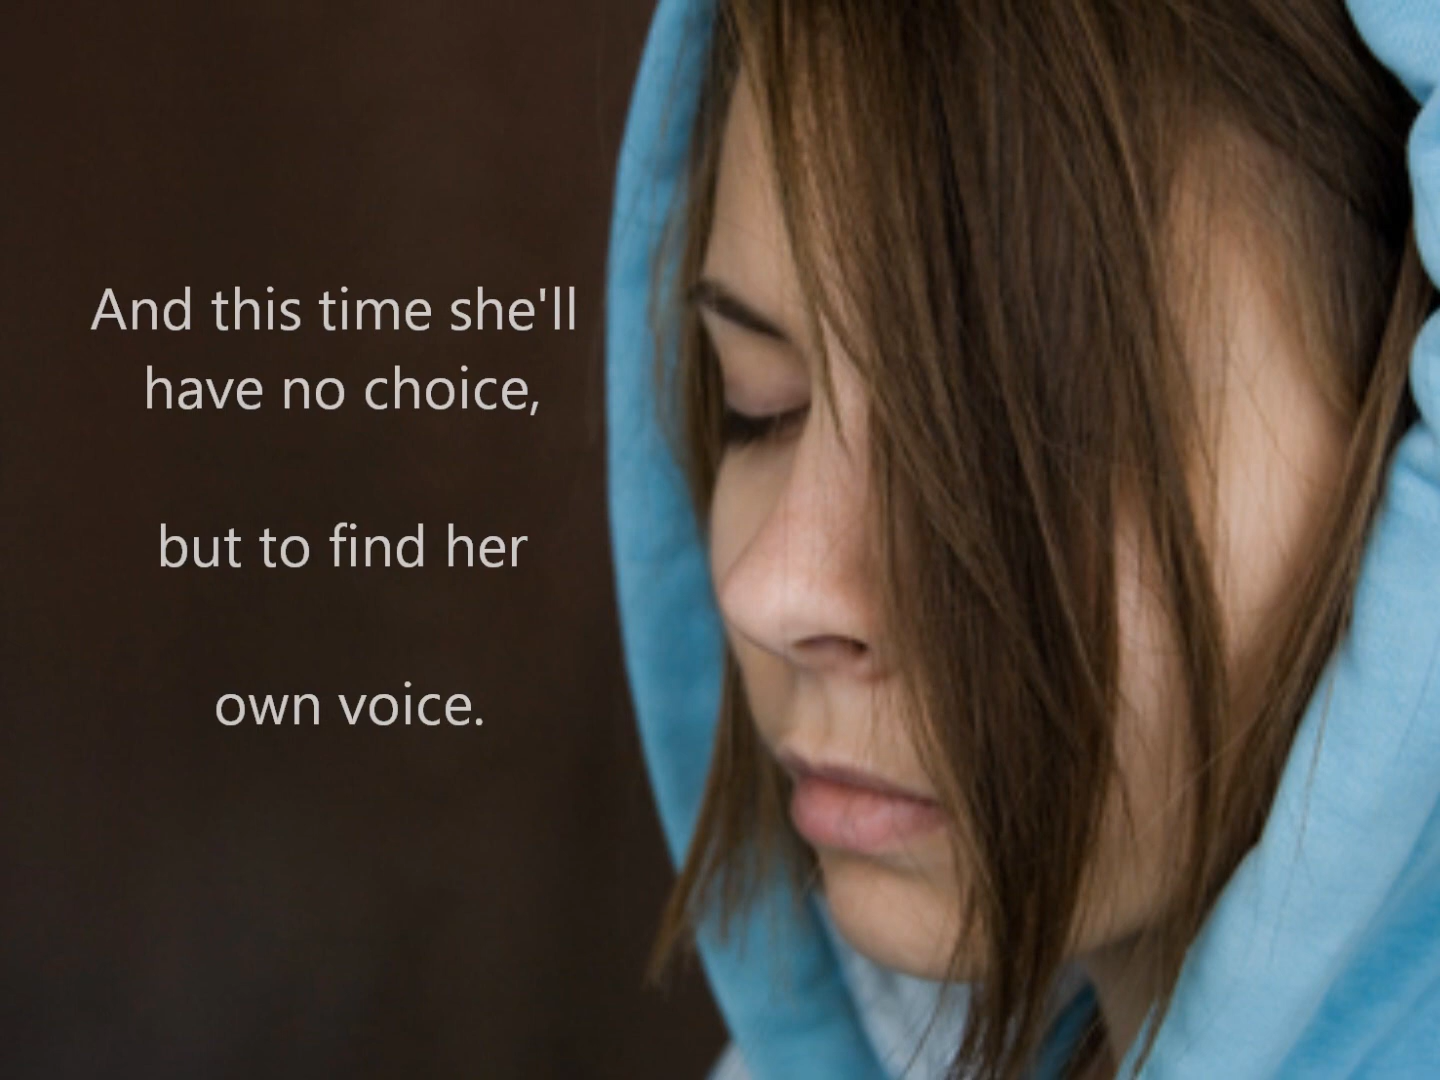 And this time she'll
have no choice,
but to find her
own voice.